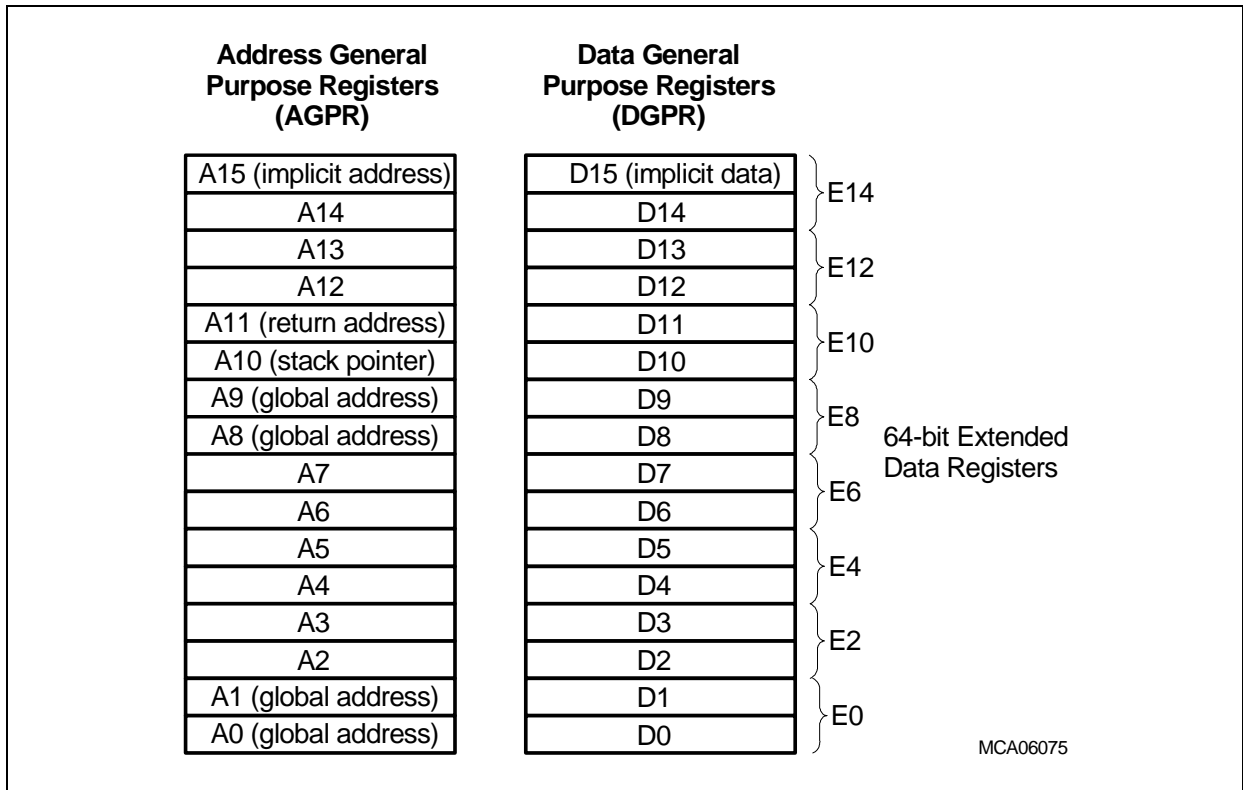 Address General
Purpose Registers
(AGPR)
Data General
Purpose Registers
(DGPR)
A15 (implicit address)
A14
A13
A12
A11 (return address)
A10 (stack pointer)
A9 (global address)
A8 (global address)
A7
A6
A5
A4
A3
A2
A1 (global address)
A0 (global address)
D15 (implicit data)
D14
D13
D12
D11
D10
D9
D8
D7
D6
D5
D4
D3
D2
D1
D0
E14
E12
E10
E8
E6
E4
E2
E0
64-bit Extended
Data Registers
MCA06075